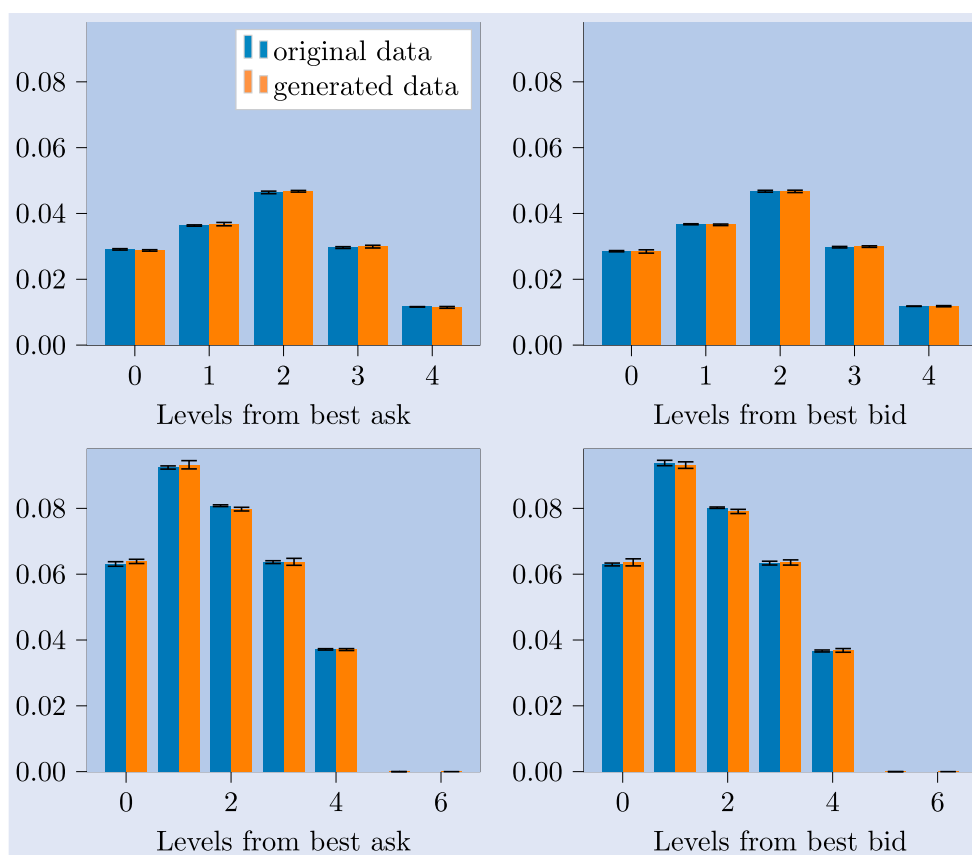 0.08
0.06
0.04
0.02
0.00
0 1 2 3 4
Levels from best ask
original data
generated data
0.08
0.06
0.04
0.02
0.00
0 1 2 3 4
Levels from best bid
0.08
0.06
0.04
0.02
0.00
0 2 4 6
Levels from best ask
0.08
0.06
0.04
0.02
0.00
0 2 4 6
Levels from best bid